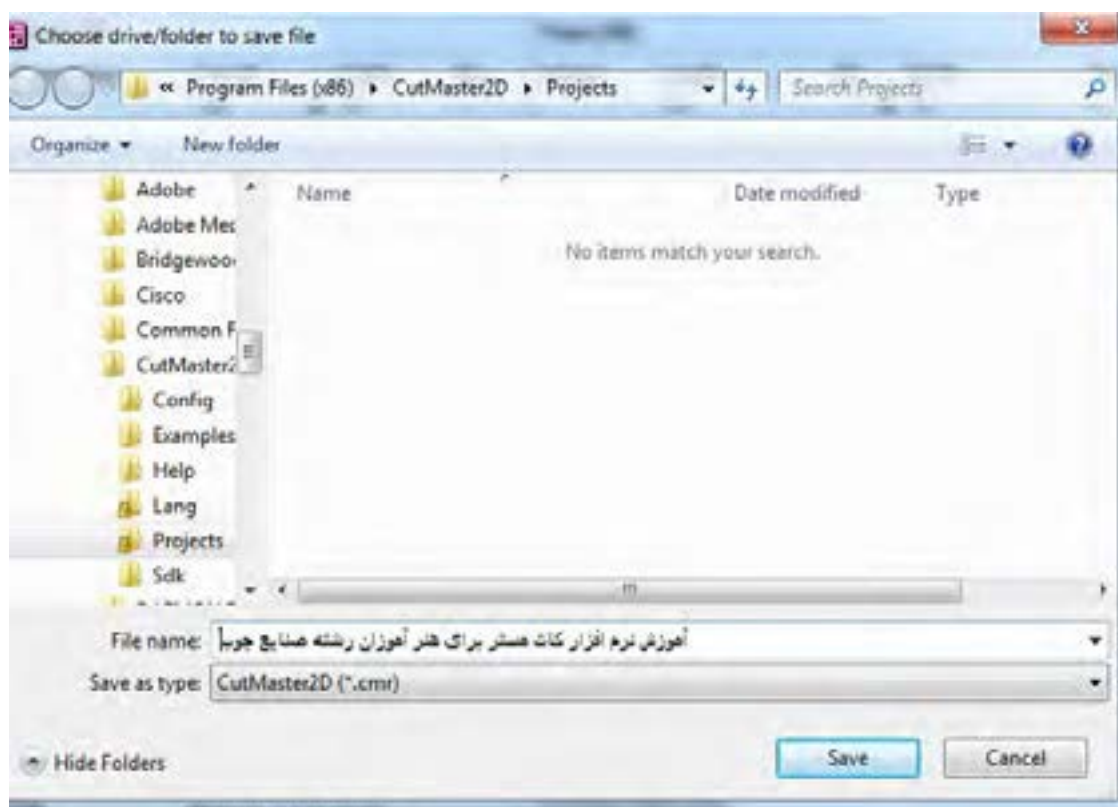 Choose drive/folder to save file
« Program Files (x86) ▸ CutMaster2D ▸ Projects
Search Projects
Organize
New folder
Name
Date modified
Type
No items match your search.
Adobe
Adobe Med
Bridgewoo
Cisco
Common F
CutMaster2
Config
Examples
Help
Lang
Projects
Sdk
File name: آموزش نرم افزار کات مستر برای هنر آموزان رشته صنایع چوب
Save as type: CutMaster2D (*.cmr)
Hide Folders
Save
Cancel